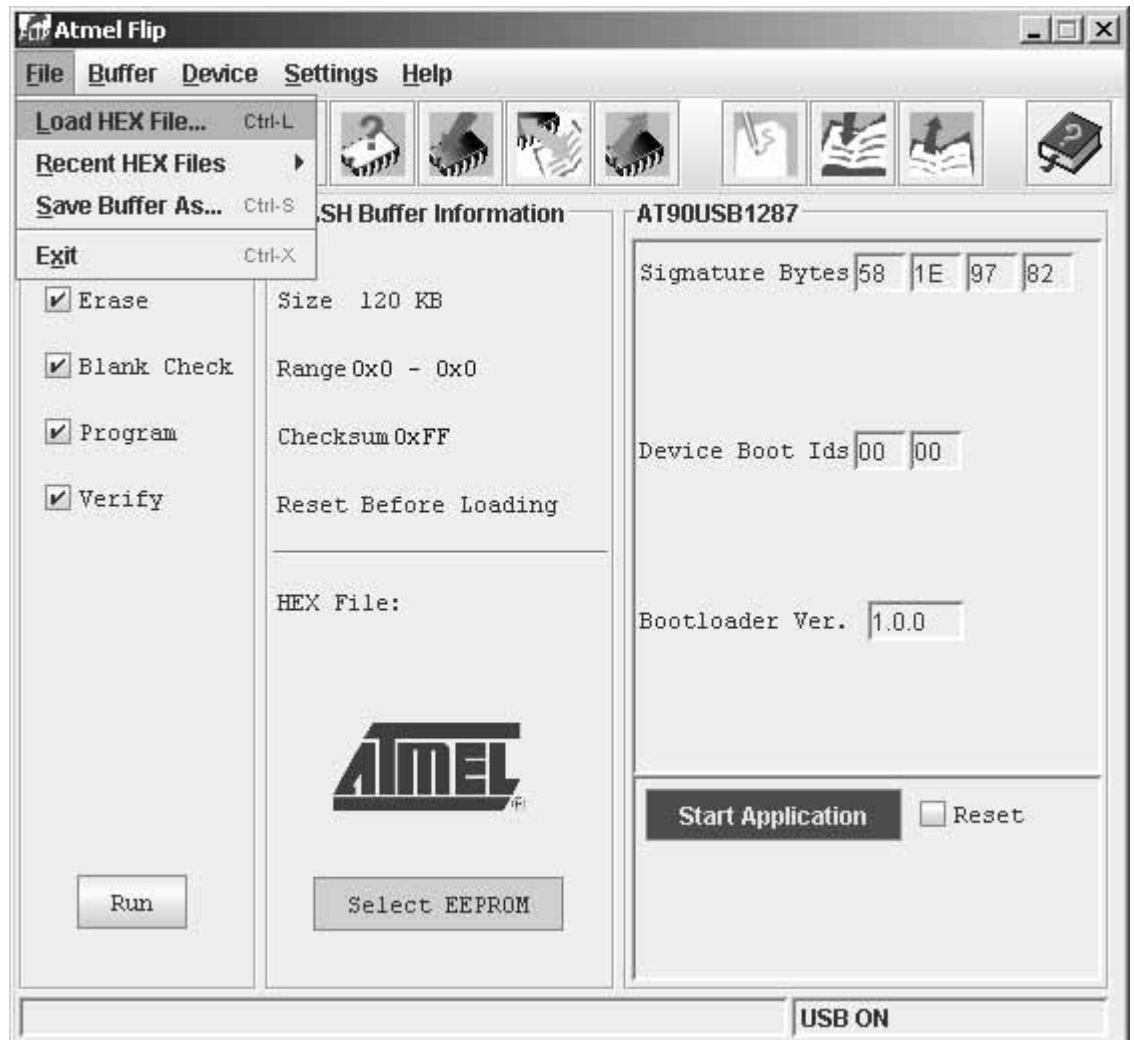 Atmel Flip
File Buffer Device Settings Help
Load HEX File... Ctrl-L
Recent HEX Files
Save Buffer As... Ctrl-S
Exit Ctrl-X
Erase
Blank Check
Program
Verify
Run
SH Buffer Information
Size 120 KB
Range 0x0 - 0x0
Checksum 0xFF
Reset Before Loading
HEX File:
ATMEL
Select EEPROM
AT90USB1287
Signature Bytes 58 1E 97 82
Device Boot Ids 00 00
Bootloader Ver. 1.0.0
Start Application
Reset
USB ON